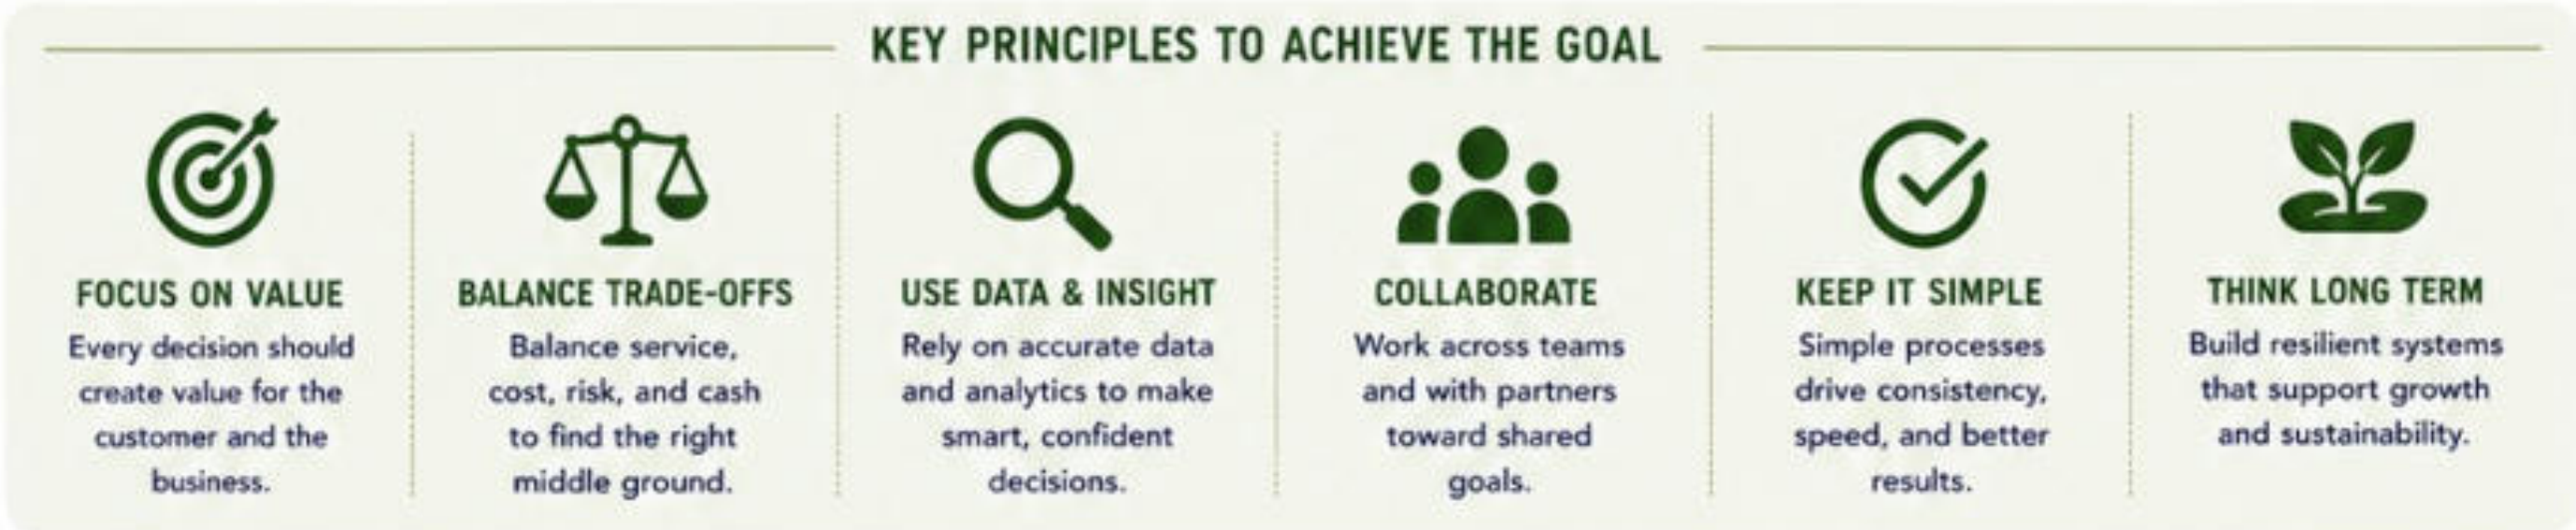 KEY PRINCIPLES TO ACHIEVE THE GOAL
FOCUS ON VALUE
Every decision should
create value for the
customer and the
business.
BALANCE TRADE-OFFS
Balance service,
cost, risk, and cash
to find the right
middle ground.
USE DATA & INSIGHT
Rely on accurate data
and analytics to make
smart, confident
decisions.
COLLABORATE
Work across teams
and with partners
toward shared
goals.
KEEP IT SIMPLE
Simple processes
drive consistency,
speed, and better
results.
THINK LONG TERM
Build resilient systems
that support growth
and sustainability.